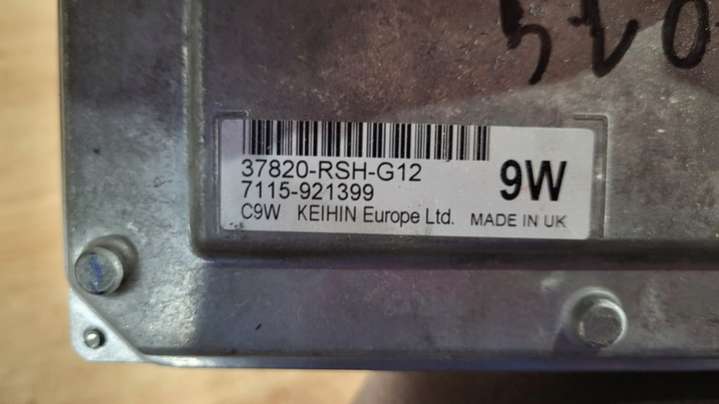 37820-RSH-G12
7115-921399
9W
C9W KEIHIN Europe Ltd. MADE IN UK